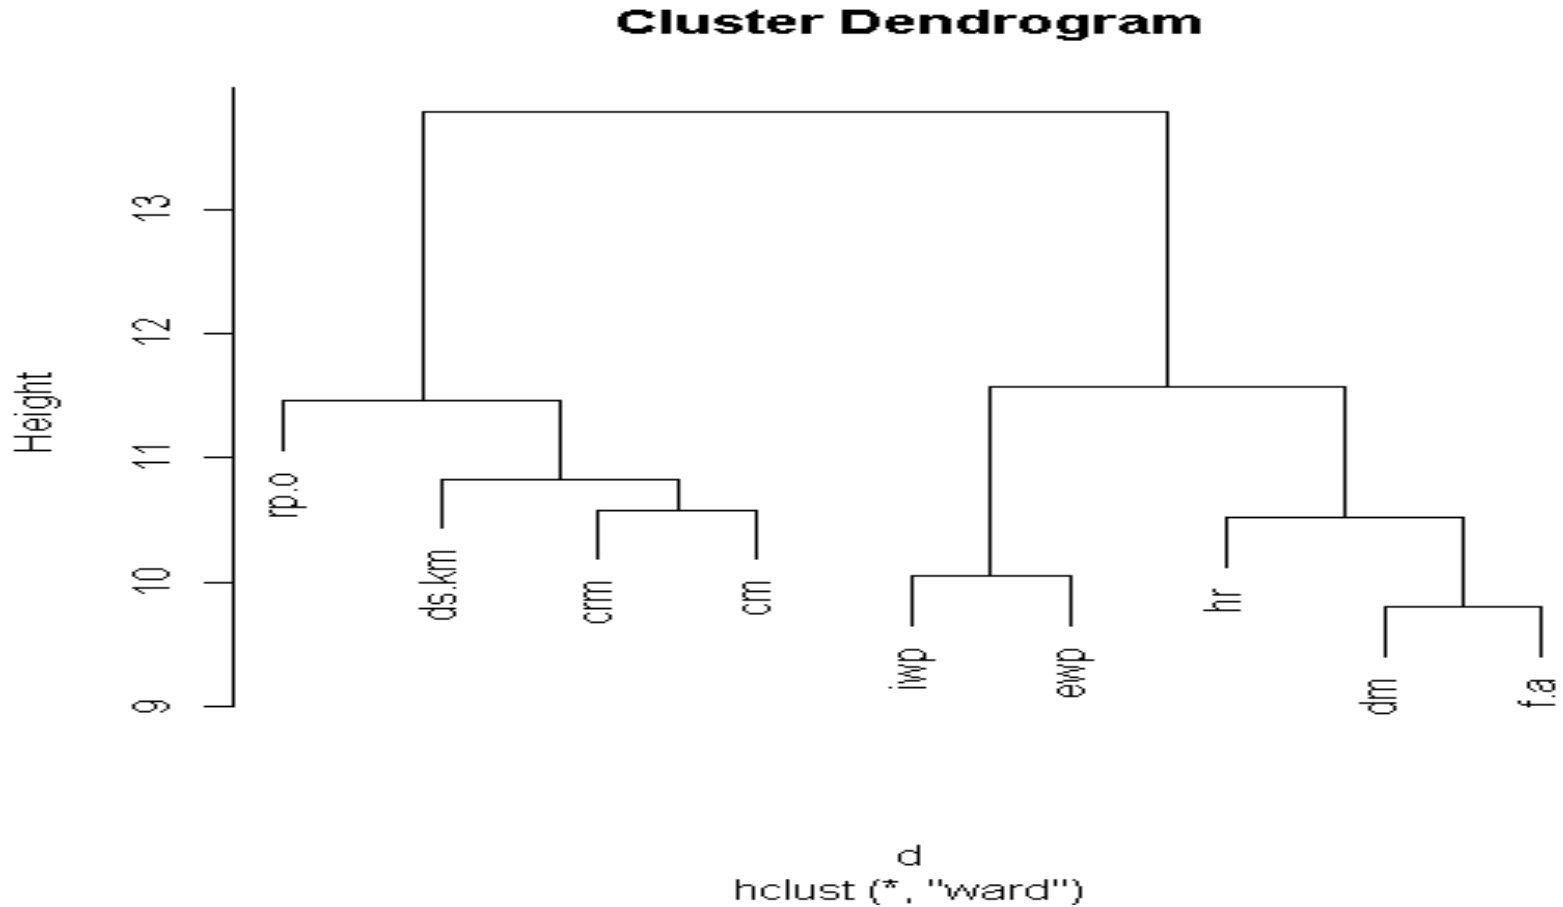 Cluster Dendrogram
Height
13
12
11
10
9
rp.o
ds.km
crm
cm
iwp
ewp
hr
dm
f.a
d
hclust (*, "ward")